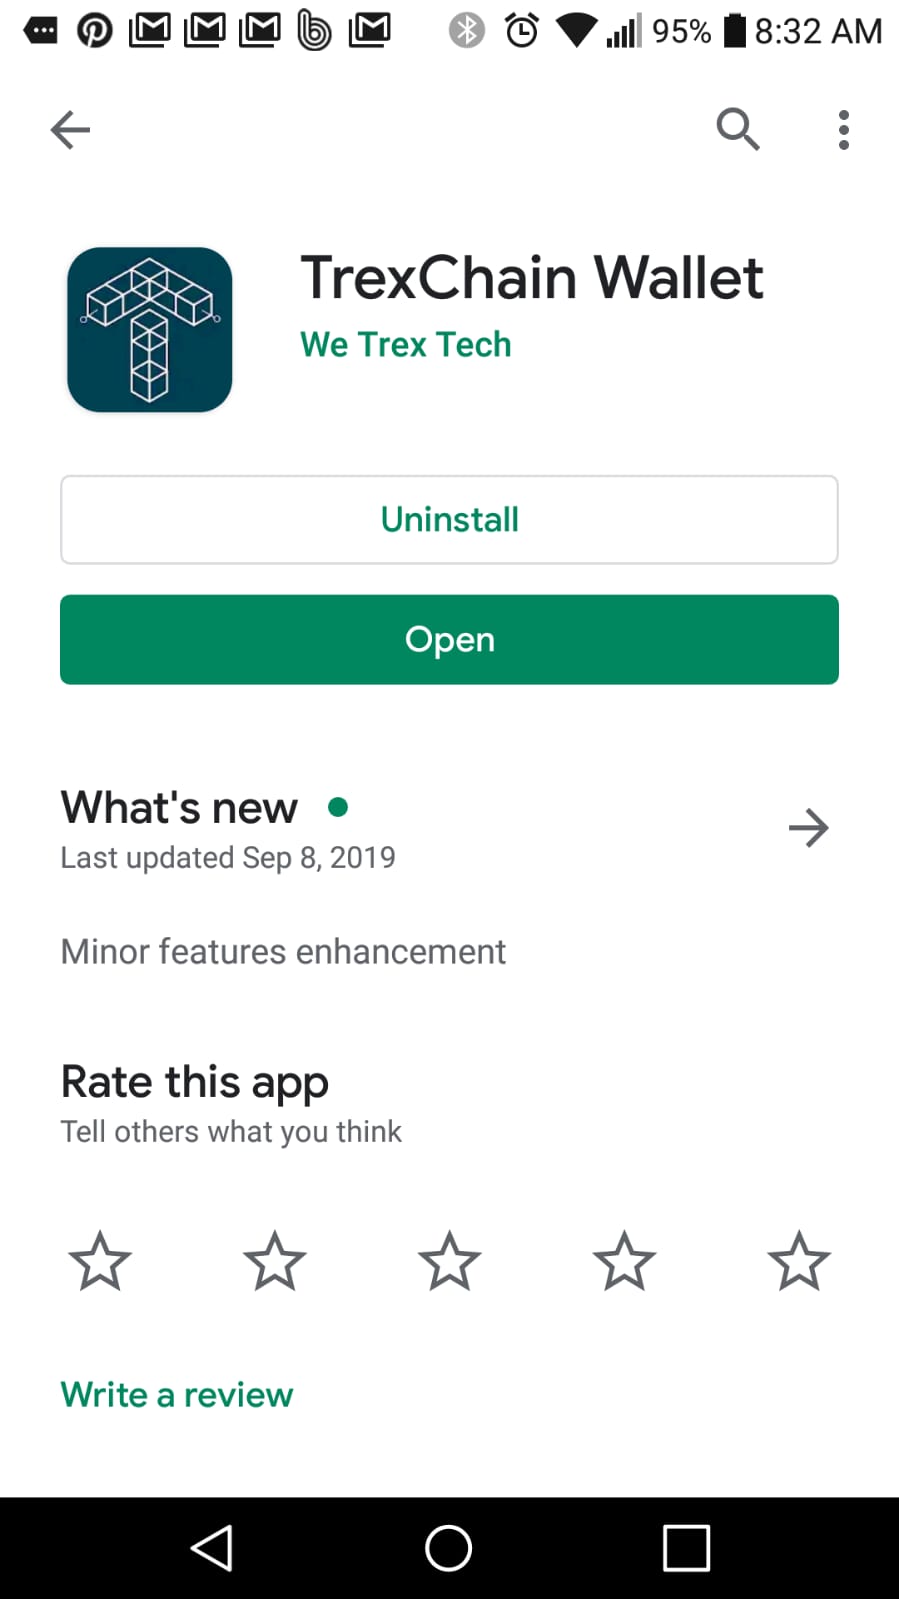 95% 8:32 AM
TrexChain Wallet
We Trex Tech
Uninstall
Open
What's new
Last updated Sep 8, 2019
Minor features enhancement
Rate this app
Tell others what you think
Write a review